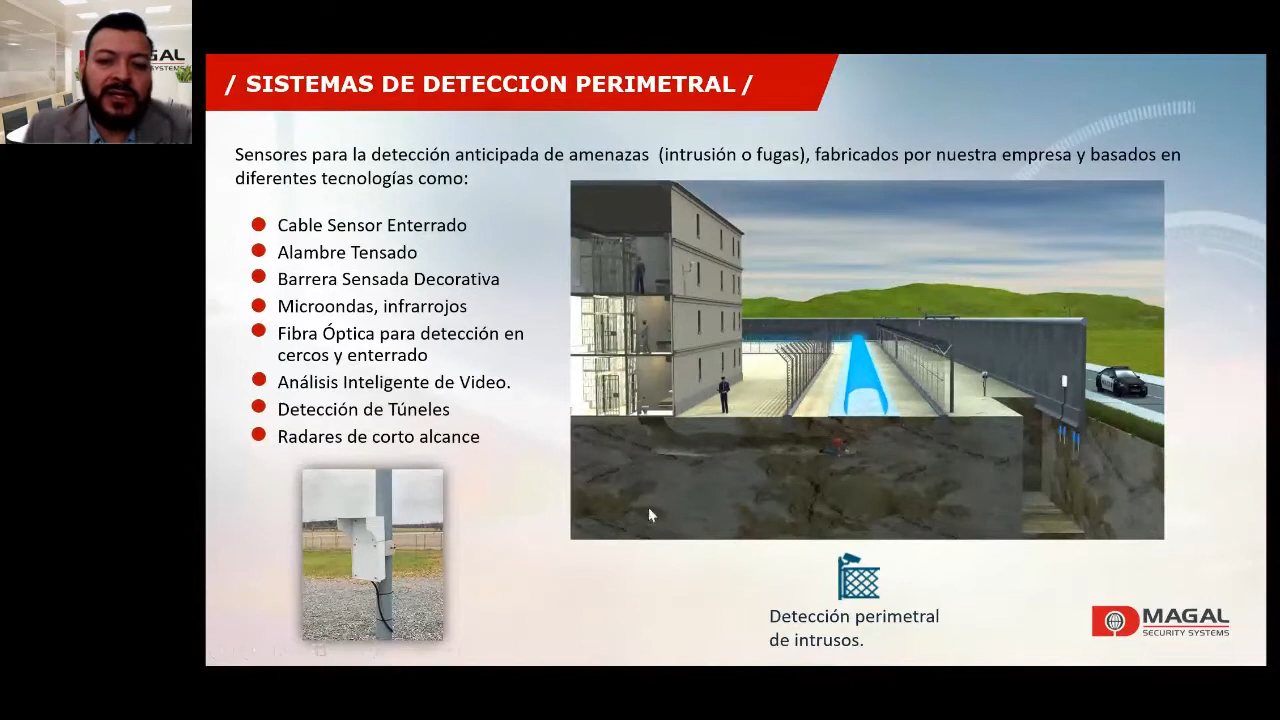 GAL
SYSTEMS
/ SISTEMAS DE DETECCION PERIMETRAL /
Sensores para la detección anticipada de amenazas (intrusión o fugas), fabricados por nuestra empresa y basados en
diferentes tecnologías como:
Cable Sensor Enterrado
Alambre Tensado
Barrera Sensada Decorativa
Microondas, infrarrojos
Fibra Óptica para detección en
cercos y enterrado
Análisis Inteligente de Video.
Detección de Túneles
Radares de corto alcance
Detección perimetral
de intrusos.
MAGAL
SECURITY SYSTEMS